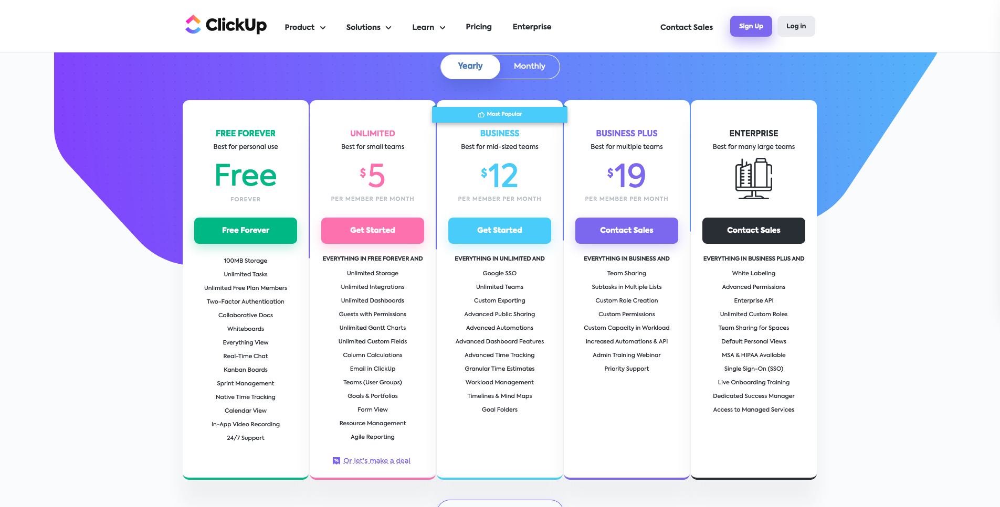 ClickUp
Product
Solutions
Learn
Pricing
Enterprise
Contact Sales
Sign Up
Log in
Yearly
Monthly
FREE FOREVER
Best for personal use
Free
FOREVER
Free Forever
100MB Storage
Unlimited Tasks
Unlimited Free Plan Members
Two-Factor Authentication
Collaborative Docs
Whiteboards
Everything View
Real-Time Chat
Kanban Boards
Sprint Management
Native Time Tracking
Calendar View
In-App Video Recording
24/7 Support
UNLIMITED
Best for small teams
$5
PER MEMBER PER MONTH
Get Started
EVERYTHING IN FREE FOREVER AND
Unlimited Storage
Unlimited Integrations
Unlimited Dashboards
Guests with Permissions
Unlimited Gantt Charts
Unlimited Custom Fields
Column Calculations
Email in ClickUp
Teams (User Groups)
Goals & Portfolios
Form View
Resource Management
Agile Reporting
% Or let's make a deal
Most Popular
BUSINESS
Best for mid-sized teams
$12
PER MEMBER PER MONTH
Get Started
EVERYTHING IN UNLIMITED AND
Google SSO
Unlimited Teams
Custom Exporting
Advanced Public Sharing
Advanced Automations
Advanced Dashboard Features
Advanced Time Tracking
Granular Time Estimates
Workload Management
Timelines & Mind Maps
Goal Folders
BUSINESS PLUS
Best for multiple teams
$19
PER MEMBER PER MONTH
Contact Sales
EVERYTHING IN BUSINESS AND
Team Sharing
Subtasks in Multiple Lists
Custom Role Creation
Custom Permissions
Custom Capacity in Workload
Increased Automations & API
Admin Training Webinar
Priority Support
ENTERPRISE
Best for many large teams
Contact Sales
EVERYTHING IN BUSINESS PLUS AND
White Labeling
Advanced Permissions
Enterprise API
Unlimited Custom Roles
Team Sharing for Spaces
Default Personal Views
MSA & HIPAA Available
Single Sign-On (SSO)
Live Onboarding Training
Dedicated Success Manager
Access to Managed Services